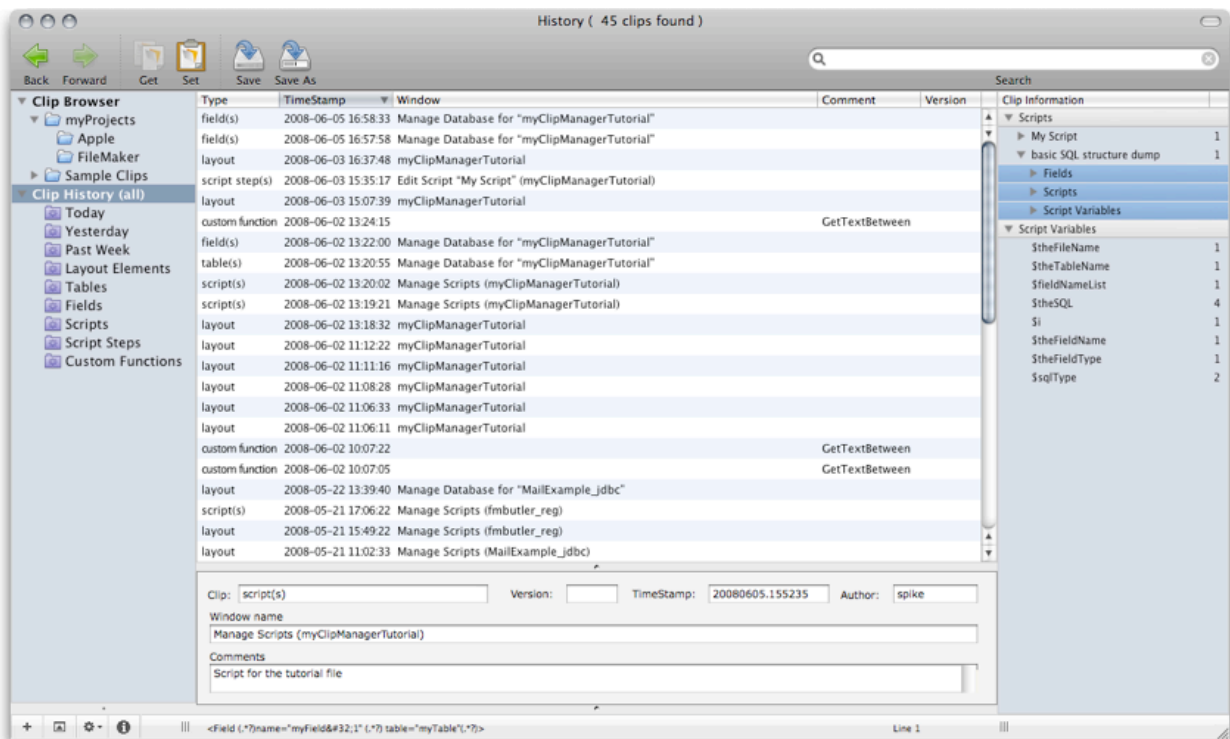 History ( 45 clips found )
Back Forward Get Set Save Save As Search
Clip Browser
myProjects
Apple
FileMaker
Sample Clips
Clip History (all)
Today
Yesterday
Past Week
Layout Elements
Tables
Fields
Scripts
Script Steps
Custom Functions
Type TimeStamp Window Comment Version
field(s) 2008-06-05 16:58:33 Manage Database for "myClipManagerTutorial"
field(s) 2008-06-05 16:57:58 Manage Database for "myClipManagerTutorial"
layout 2008-06-03 16:37:48 myClipManagerTutorial
script step(s) 2008-06-03 15:35:17 Edit Script "My Script" (myClipManagerTutorial)
layout 2008-06-03 15:07:39 myClipManagerTutorial
custom function 2008-06-02 13:24:15 GetTextBetween
field(s) 2008-06-02 13:22:00 Manage Database for "myClipManagerTutorial"
table(s) 2008-06-02 13:20:55 Manage Database for "myClipManagerTutorial"
script(s) 2008-06-02 13:20:02 Manage Scripts (myClipManagerTutorial)
script(s) 2008-06-02 13:19:21 Manage Scripts (myClipManagerTutorial)
layout 2008-06-02 13:18:32 myClipManagerTutorial
layout 2008-06-02 11:12:22 myClipManagerTutorial
layout 2008-06-02 11:11:16 myClipManagerTutorial
layout 2008-06-02 11:08:28 myClipManagerTutorial
layout 2008-06-02 11:06:33 myClipManagerTutorial
layout 2008-06-02 11:06:11 myClipManagerTutorial
custom function 2008-06-02 10:07:22 GetTextBetween
custom function 2008-06-02 10:07:05 GetTextBetween
layout 2008-05-22 13:39:40 Manage Database for "MailExample_jdbc"
script(s) 2008-05-21 17:06:22 Manage Scripts (fmbutler_reg)
layout 2008-05-21 15:49:22 Manage Scripts (fmbutler_reg)
layout 2008-05-21 11:02:33 Manage Scripts (MailExample_jdbc)
Clip: script(s) Version: TimeStamp: 20080605.155235 Author: spike
Window name
Manage Scripts (myClipManagerTutorial)
Comments
Script for the tutorial file
Clip Information
Scripts
My Script 1
basic SQL structure dump 1
Fields
Scripts
Script Variables
Script Variables
$theFileName 1
$theTableName 1
$fieldNameList 1
$theSQL 4
$i 1
$theFieldName 1
$theFieldType 1
$sqlType 2
<Field (.*?)name="myField&#32;1" (.*?) table="myTable"(.*?)> Line 1